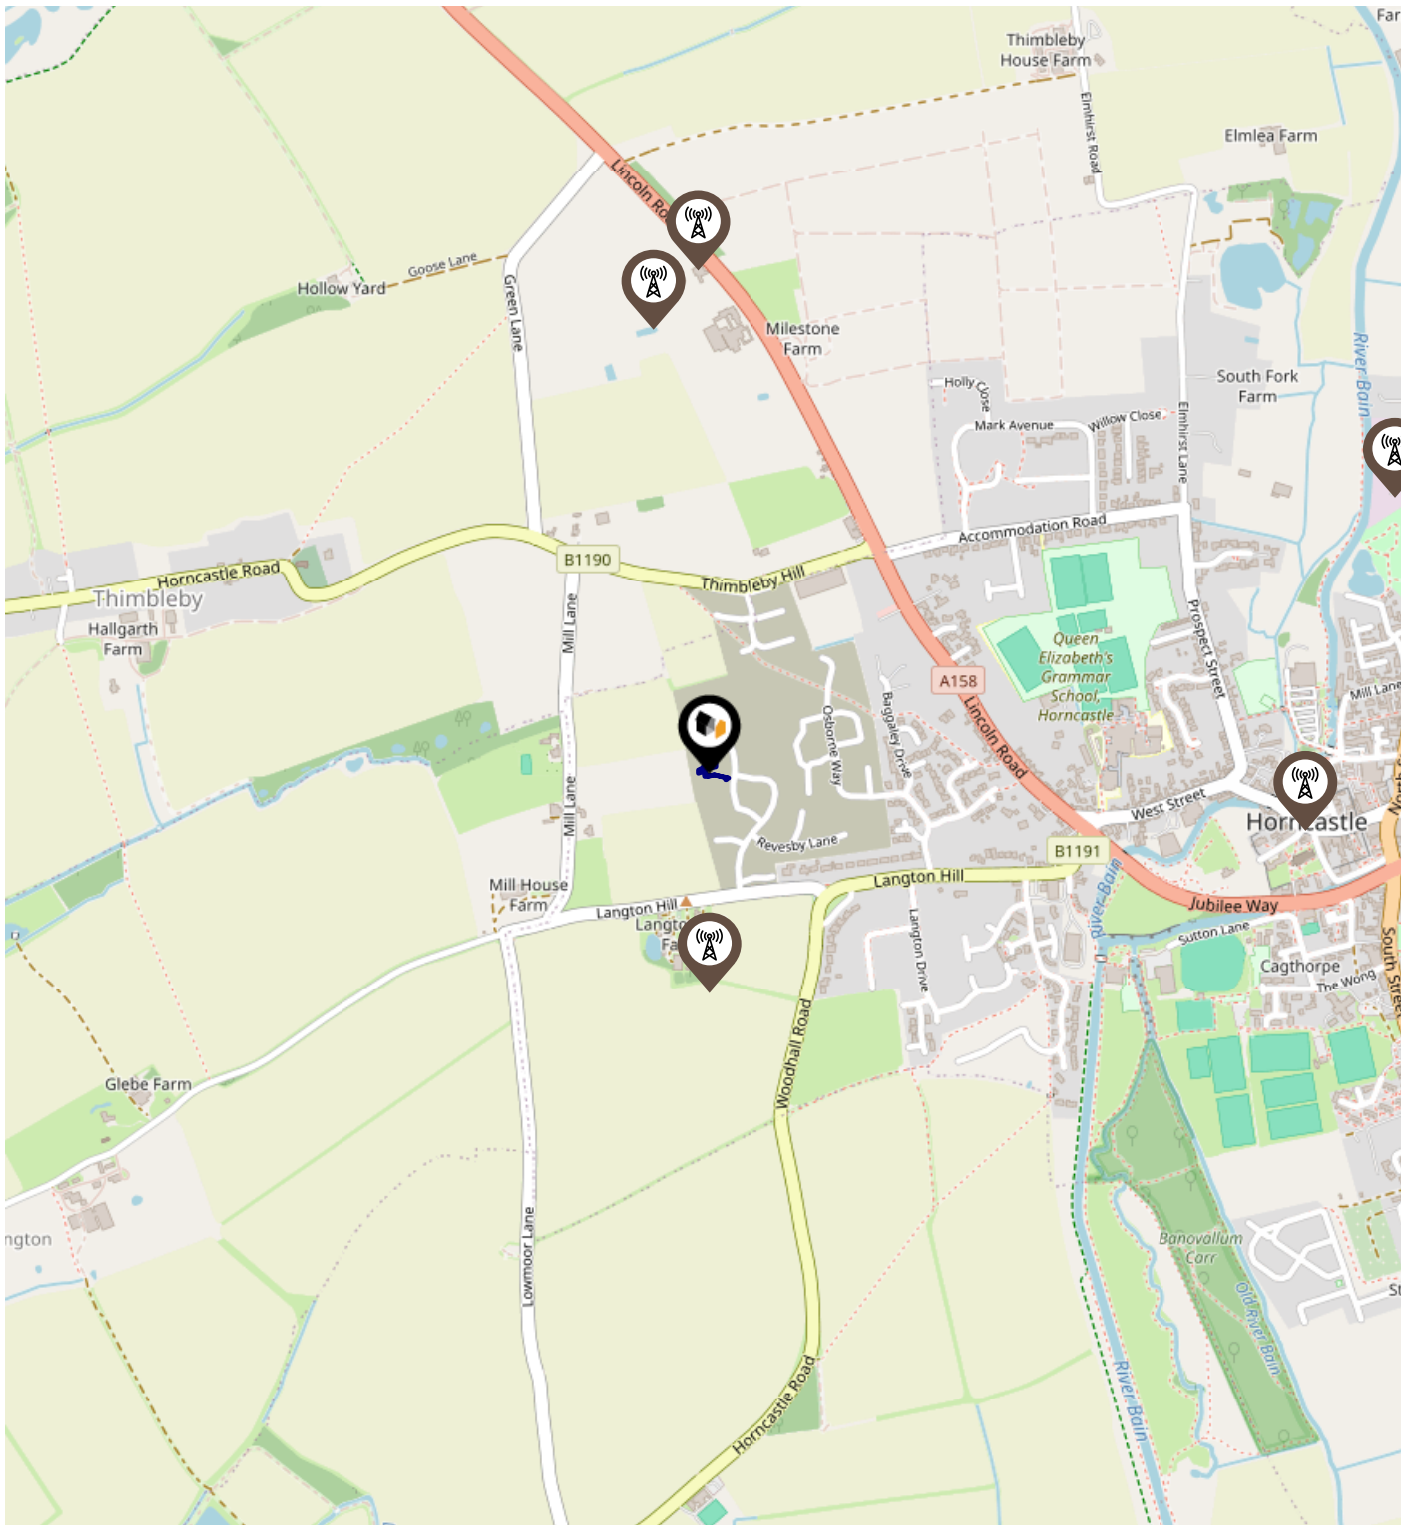 Far
Thimbleby
House Farm
Elmhirst Road
Elmlea Farm
Lincoln Ro
Goose Lane
Hollow Yard
Green Lane
Milestone
Farm
River Bain
South Fork
Farm
Holly Close
Mark Avenue
Willow Close
Elmhirst Lane
Accommodation Road
B1190
Horncastle Road
Thimbleby Hill
Thimbleby
Hallgarth
Farm
Mill Lane
Prospect Street
Queen
Elizabeth's
Grammar
School,
Horncastle
A158
Mill Lane
Lincoln Road
Baggaley Drive
Osborne Way
Mill Lane
West Street
North
Horncastle
Revesby Lane
B1191
Mill House
Farm
Langton Hill
Langton Hill
Langto
Fa
River Bain
Jubilee Way
Sutton Lane
Langton Drive
Cagthorpe
The Wong
South Street
Woodhall Road
Glebe Farm
ngton
Lowmoor Lane
Banovallum
Carr
Old River Bain
St
River Bain
Horncastle Road